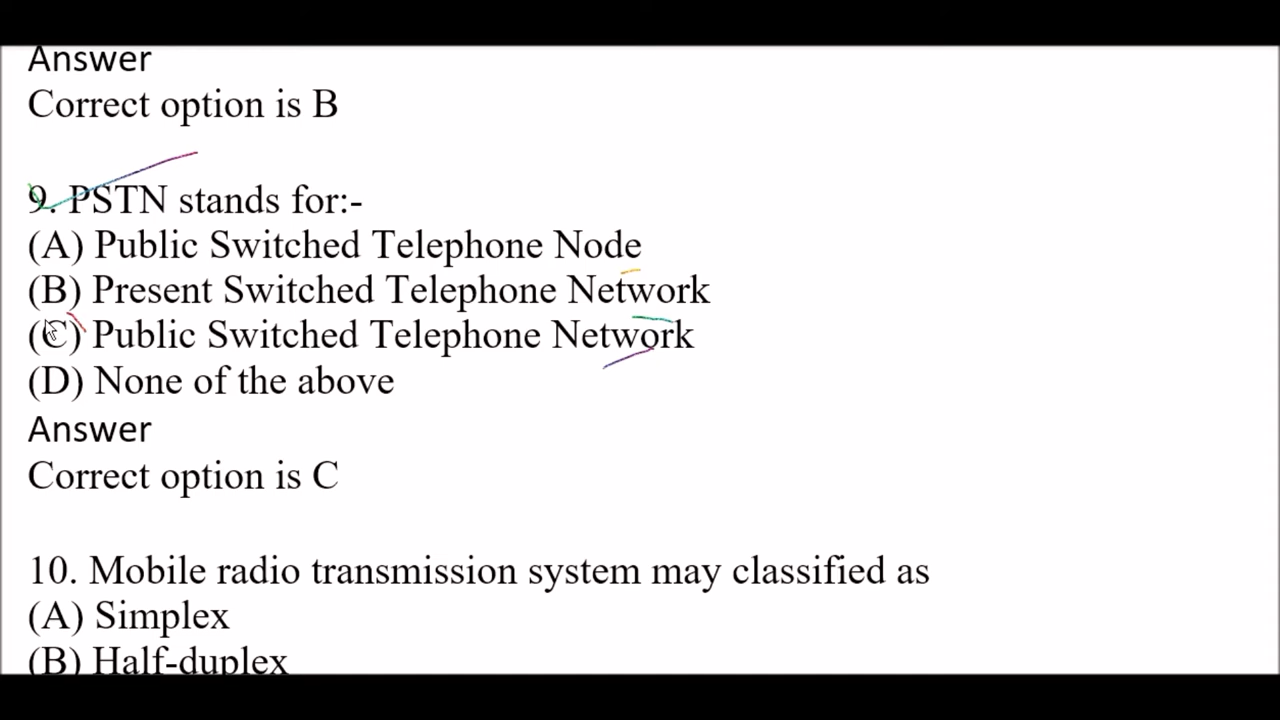 Answer
Correct option is B
9. PSTN stands for:-
(A) Public Switched Telephone Node
(B) Present Switched Telephone Network
(C) Public Switched Telephone Network
(D) None of the above
Answer
Correct option is C
10. Mobile radio transmission system may classified as
(A) Simplex
(B) Half-duplex